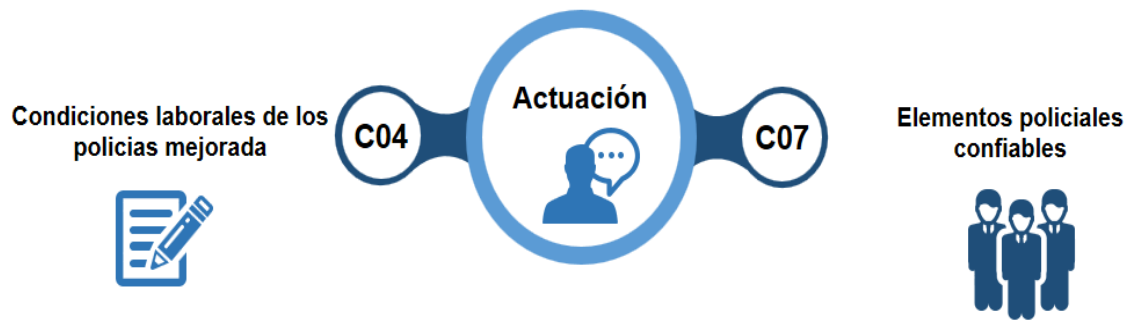 Condiciones laborales de los
policias mejorada
C04
Actuación
C07
Elementos policiales
confiables